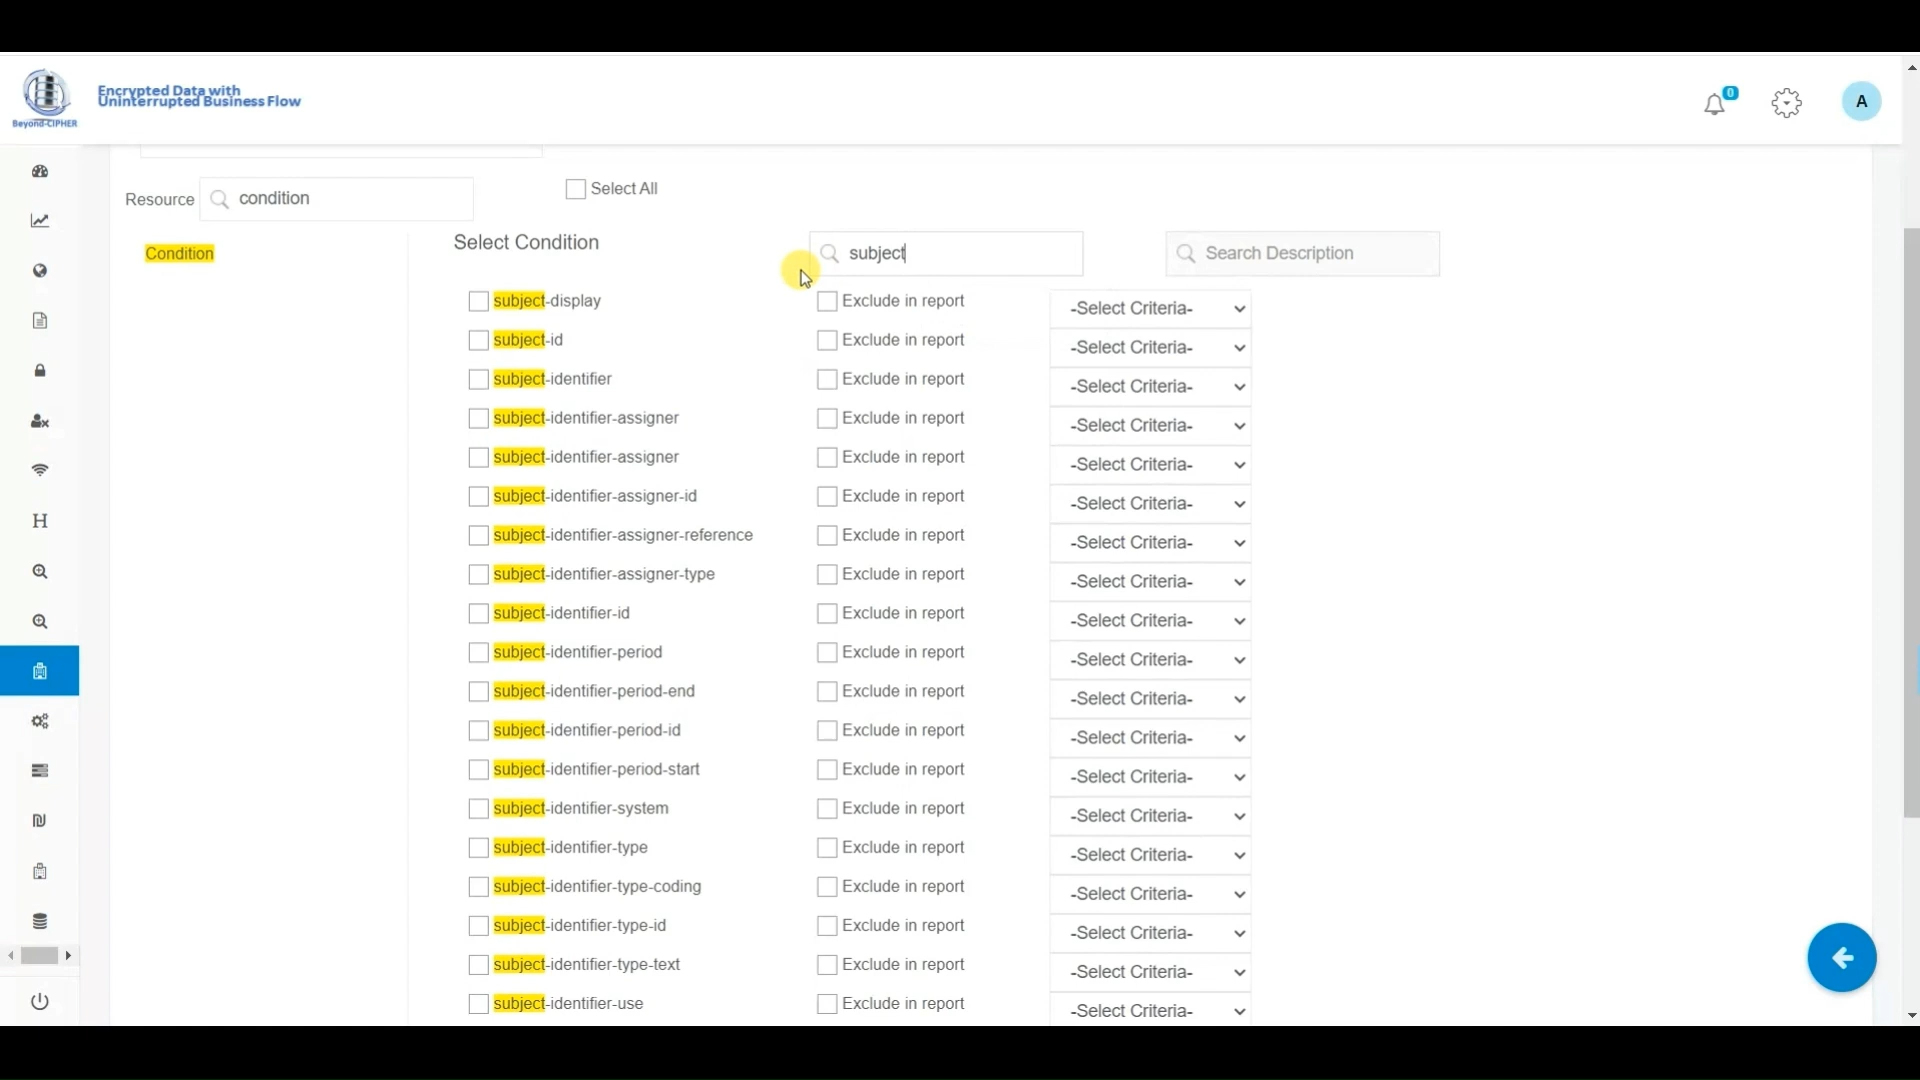 Beyond-CIPHER
Encrypted Data with
Uninterrupted Business Flow
0
A
Resource
condition
Select All
Condition
Select Condition
subject
Search Description
subject-display Exclude in report -Select Criteria-
subject-id Exclude in report -Select Criteria-
subject-identifier Exclude in report -Select Criteria-
subject-identifier-assigner Exclude in report -Select Criteria-
subject-identifier-assigner Exclude in report -Select Criteria-
subject-identifier-assigner-id Exclude in report -Select Criteria-
subject-identifier-assigner-reference Exclude in report -Select Criteria-
subject-identifier-assigner-type Exclude in report -Select Criteria-
subject-identifier-id Exclude in report -Select Criteria-
subject-identifier-period Exclude in report -Select Criteria-
subject-identifier-period-end Exclude in report -Select Criteria-
subject-identifier-period-id Exclude in report -Select Criteria-
subject-identifier-period-start Exclude in report -Select Criteria-
subject-identifier-system Exclude in report -Select Criteria-
subject-identifier-type Exclude in report -Select Criteria-
subject-identifier-type-coding Exclude in report -Select Criteria-
subject-identifier-type-id Exclude in report -Select Criteria-
subject-identifier-type-text Exclude in report -Select Criteria-
subject-identifier-use Exclude in report -Select Criteria-
H
₪